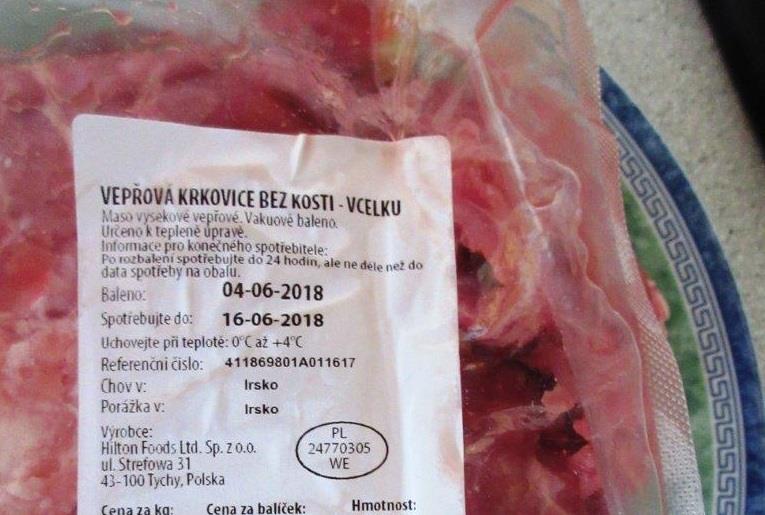 VEPŘOVÁ KRKOVICE BEZ KOSTI - VCELKU
Maso výsekové vepřové. Vakuově baleno.
Určeno k tepelné úpravě.
Informace pro konečného spotřebitele:
Po rozbalení spotřebujte do 24 hodin, ale ne déle než do
data spotřeby na obalu.
Baleno: 04-06-2018
Spotřebujte do: 16-06-2018
Uchovejte při teplotě: 0°C až +4°C
Referenční číslo: 411869801A011617
Chov v: Irsko
Porážka v: Irsko
Výrobce:
Hilton Foods Ltd. Sp. z o.o.
ul. Strefowa 31
43-100 Tychy, Polska
PL
24770305
WE
Cena za kg: Cena za balíček: Hmotnost: